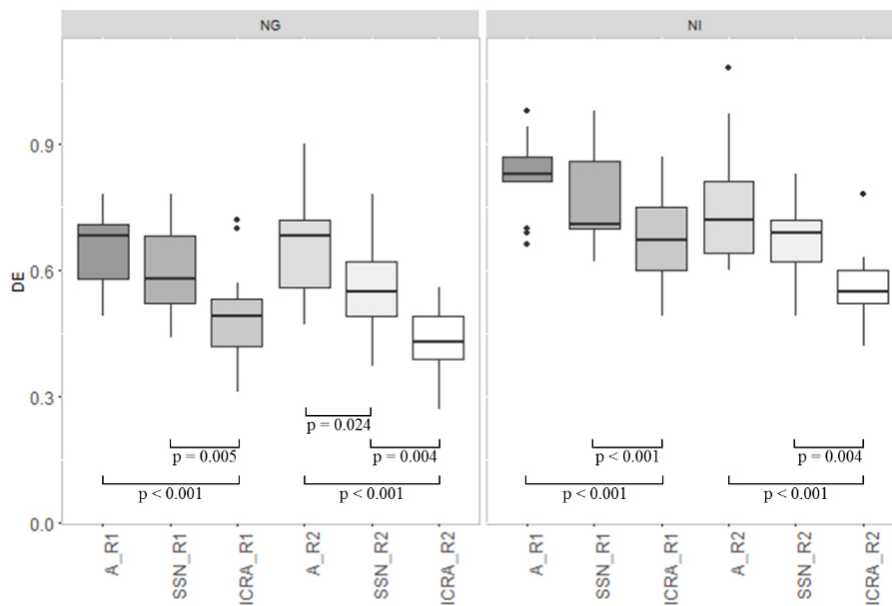 NG
NI
DE
0.9
0.6
0.3
0.0
p = 0.024
p = 0.005
p = 0.004
p < 0.001
p < 0.001
p < 0.001
p = 0.004
p < 0.001
p < 0.001
A_R1
SSN_R1
ICRA_R1
A_R2
SSN_R2
ICRA_R2
A_R1
SSN_R1
ICRA_R1
A_R2
SSN_R2
ICRA_R2